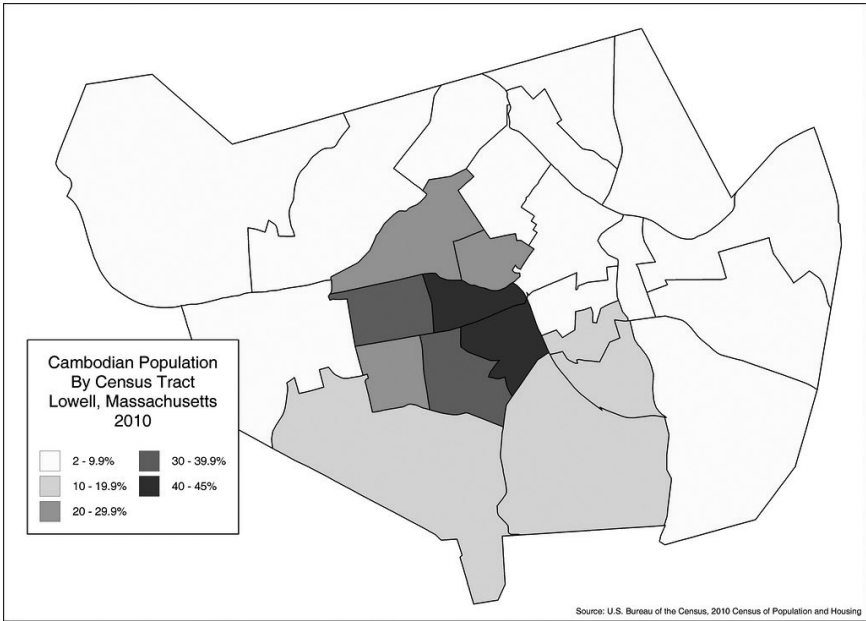 Cambodian Population
By Census Tract
Lowell, Massachusetts
2010
2 - 9.9%
10 - 19.9%
20 - 29.9%
30 - 39.9%
40 - 45%
Source: U.S. Bureau of the Census, 2010 Census of Population and Housing